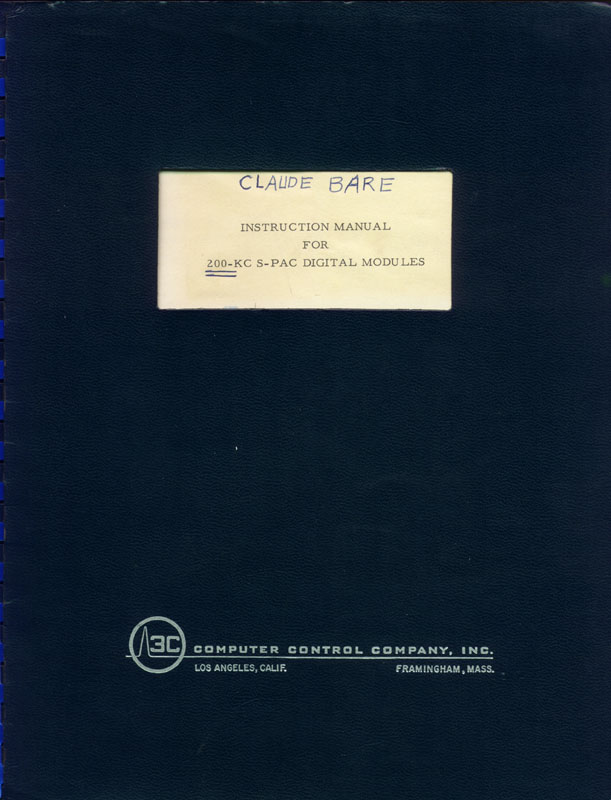 CLAUDE BARE
INSTRUCTION MANUAL
FOR
200-KC S-PAC DIGITAL MODULES
3C COMPUTER CONTROL COMPANY, INC.
LOS ANGELES, CALIF. FRAMINGHAM, MASS.